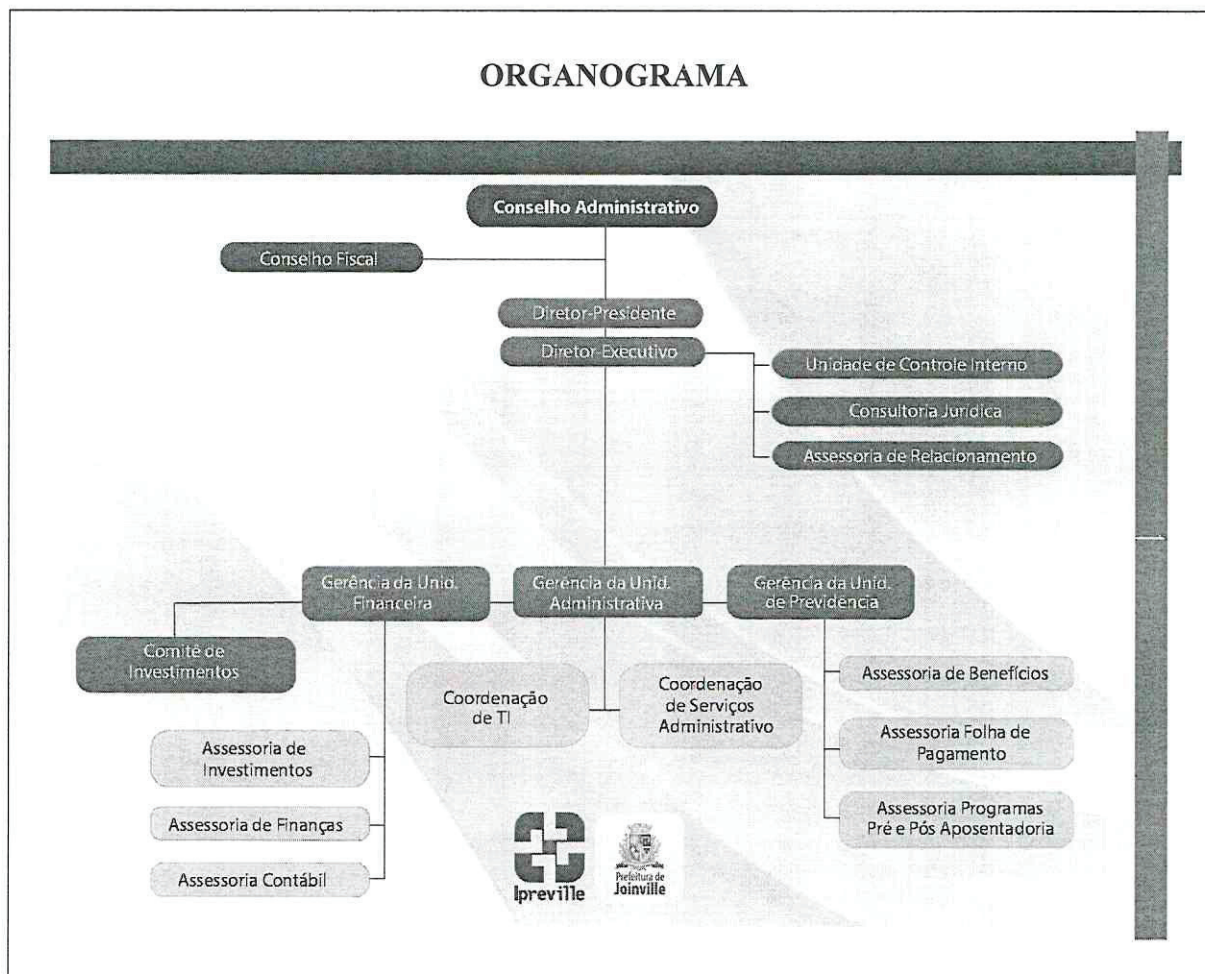 ORGANOGRAMA
Conselho Administrativo
Conselho Fiscal
Diretor-Presidente
Diretor-Executivo
Unidade de Controle Interno
Consultoria Jurídica
Assessoria de Relacionamento
Gerência da Unid.
Financeira
Gerência da Unid.
Administrativa
Gerência da Unid.
de Previdência
Comitê de
Investimentos
Coordenação
de TI
Coordenação
de Serviços
Administrativo
Assessoria de
Investimentos
Assessoria de Finanças
Assessoria Contábil
Assessoria de Benefícios
Assessoria Folha de
Pagamento
Assessoria Programas
Pré e Pós Aposentadoria
Ipreville
Prefeitura de
Joinville